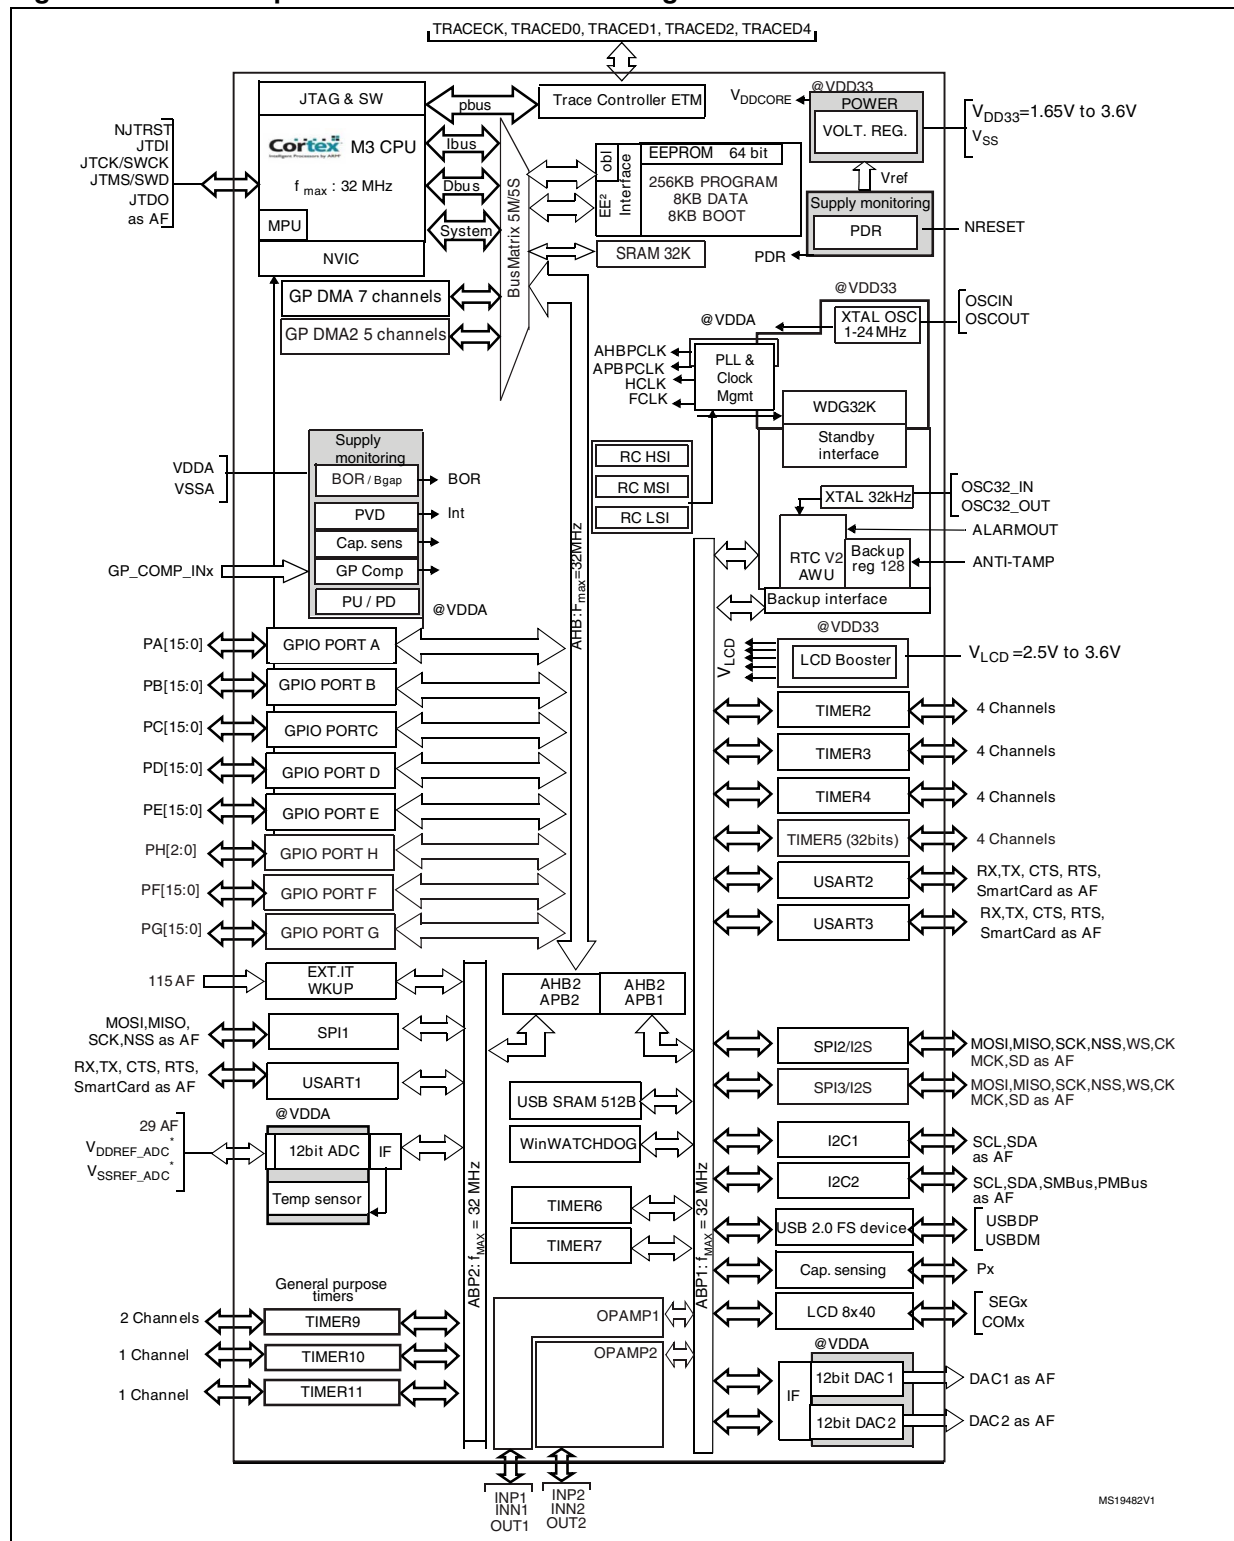 TRACECK, TRACED0, TRACED1, TRACED2, TRACED4
JTAG & SW
pbus
Trace Controller ETM
NJTRST
JTDI
JTCK/SWCK
JTMS/SWD
JTDO
as AF
Cortex
Intelligent Processors by ARM
M3 CPU
f max : 32 MHz
MPU
NVIC
Ibus
Dbus
System
BusMatrix 5M/5S
EE²
obl
Interface
EEPROM 64 bit
256KB PROGRAM
8KB DATA
8KB BOOT
SRAM 32K
GP DMA 7 channels
GP DMA2 5 channels
VDDCORE
@VDD33
POWER
VOLT. REG.
VDD33=1.65V to 3.6V
VSS
Vref
Supply monitoring
PDR
NRESET
PDR
@VDD33
XTAL OSC
1-24MHz
OSCIN
OSCOUT
@VDDA
AHBPCLK
APBPCLK
HCLK
FCLK
PLL &
Clock
Mgmt
WDG32K
Standby
interface
RC HSI
RC MSI
RC LSI
XTAL 32kHz
OSC32_IN
OSC32_OUT
RTC V2
AWU
Backup
reg 128
ALARMOUT
ANTI-TAMP
Backup interface
VDDA
VSSA
Supply
monitoring
BOR / Bgap
BOR
PVD
Int
Cap. sens
GP_COMP_INx
GP Comp
PU / PD
@VDDA
AHB:Fmax=32MHz
@VDD33
VLCD
LCD Booster
VLCD =2.5V to 3.6V
PA[15:0]
GPIO PORT A
PB[15:0]
GPIO PORT B
PC[15:0]
GPIO PORTC
PD[15:0]
GPIO PORT D
PE[15:0]
GPIO PORT E
PH[2:0]
GPIO PORT H
PF[15:0]
GPIO PORT F
PG[15:0]
GPIO PORT G
TIMER2
4 Channels
TIMER3
4 Channels
TIMER4
4 Channels
TIMER5 (32bits)
4 Channels
USART2
RX,TX, CTS, RTS,
SmartCard as AF
USART3
RX,TX, CTS, RTS,
SmartCard as AF
115 AF
EXT.IT
WKUP
AHB2
APB2
AHB2
APB1
MOSI,MISO,
SCK,NSS as AF
SPI1
RX,TX, CTS, RTS,
SmartCard as AF
USART1
SPI2/I2S
MOSI,MISO,SCK,NSS,WS,CK
MCK,SD as AF
SPI3/I2S
MOSI,MISO,SCK,NSS,WS,CK
MCK,SD as AF
USB SRAM 512B
WinWATCHDOG
@VDDA
29 AF
VDDREF_ADC*
VSSREF_ADC*
12bit ADC
IF
Temp sensor
I2C1
SCL,SDA
as AF
I2C2
SCL,SDA,SMBus,PMBus
as AF
TIMER6
TIMER7
ABP2: fMAX = 32 MHz
ABP1: fMAX = 32 MHz
USB 2.0 FS device
USBDP
USBDM
Cap. sensing
Px
LCD 8x40
SEGx
COMx
General purpose
timers
2 Channels
TIMER9
1 Channel
TIMER10
1 Channel
TIMER11
OPAMP1
OPAMP2
@VDDA
IF
12bit DAC1
DAC1 as AF
12bit DAC2
DAC2 as AF
INP1
INN1
OUT1
INP2
INN2
OUT2
MS19482V1